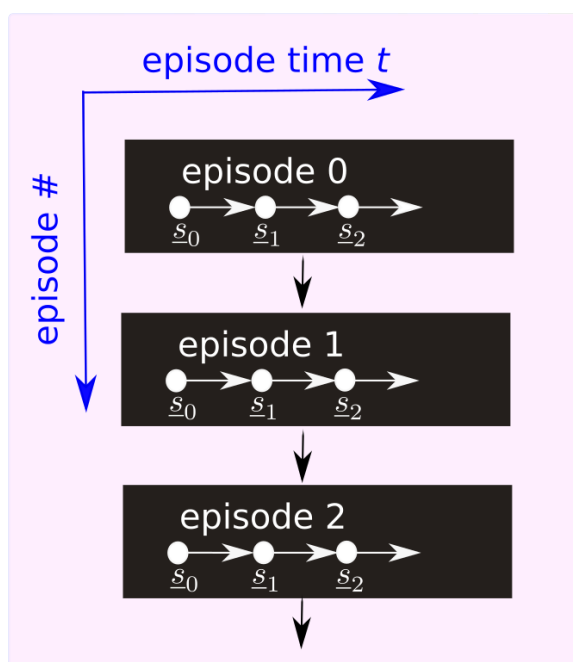 episode time t
episode #
episode 0
s₀ s₁ s₂
episode 1
s₀ s₁ s₂
episode 2
s₀ s₁ s₂